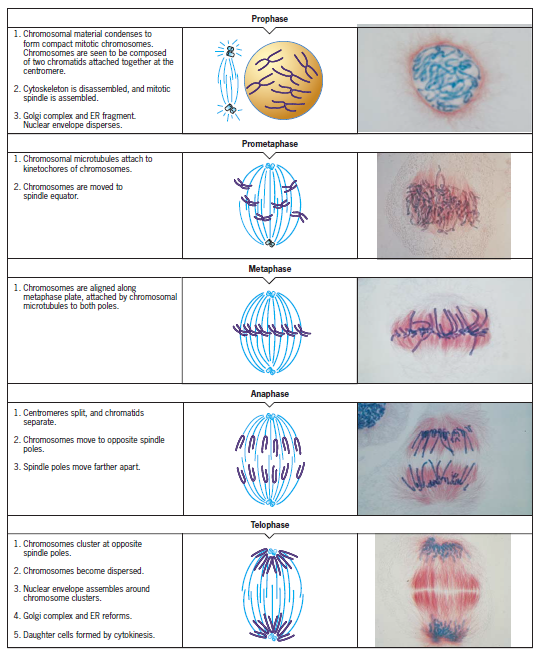 Prophase
1. Chromosomal material condenses to
form compact mitotic chromosomes.
Chromosomes are seen to be composed
of two chromatids attached together at the
centromere.
2. Cytoskeleton is disassembled, and mitotic
spindle is assembled.
3. Golgi complex and ER fragment.
Nuclear envelope disperses.
Prometaphase
1. Chromosomal microtubules attach to
kinetochores of chromosomes.
2. Chromosomes are moved to
spindle equator.
Metaphase
1. Chromosomes are aligned along
metaphase plate, attached by chromosomal
microtubules to both poles.
Anaphase
1. Centromeres split, and chromatids
separate.
2. Chromosomes move to opposite spindle
poles.
3. Spindle poles move farther apart.
Telophase
1. Chromosomes cluster at opposite
spindle poles.
2. Chromosomes become dispersed.
3. Nuclear envelope assembles around
chromosome clusters.
4. Golgi complex and ER reforms.
5. Daughter cells formed by cytokinesis.